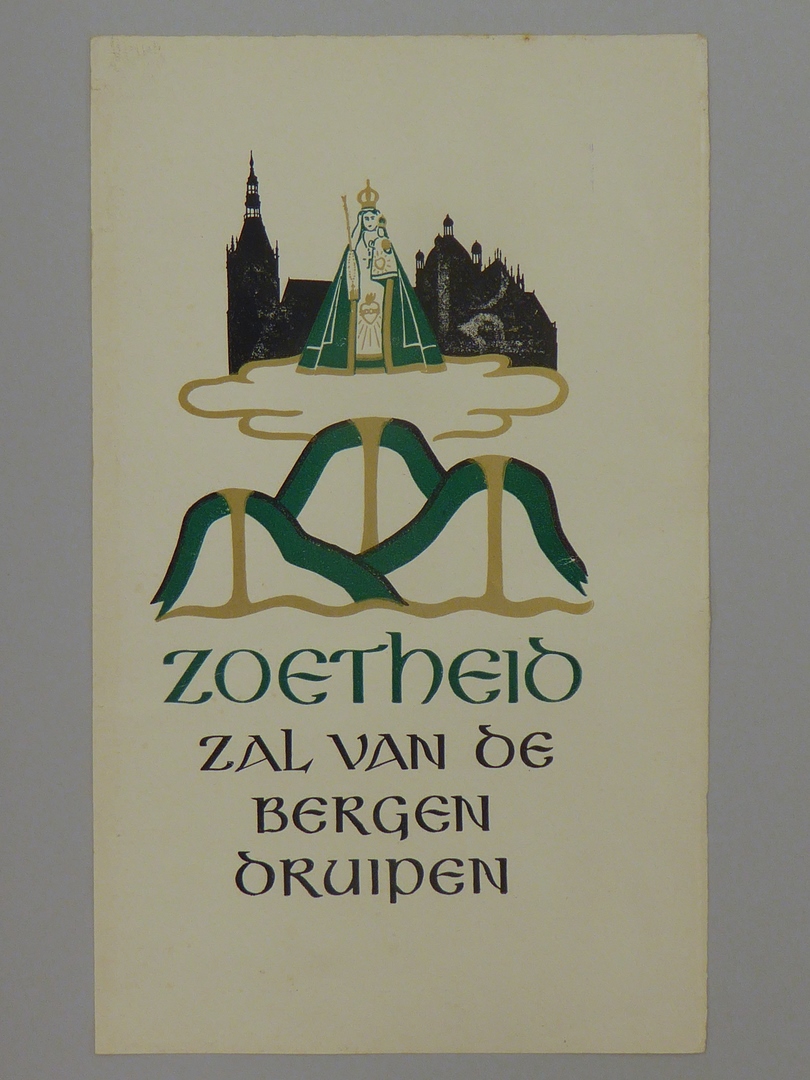 ZOETHEID
ZAL VAN DE
BERGEN
DRUIPEN